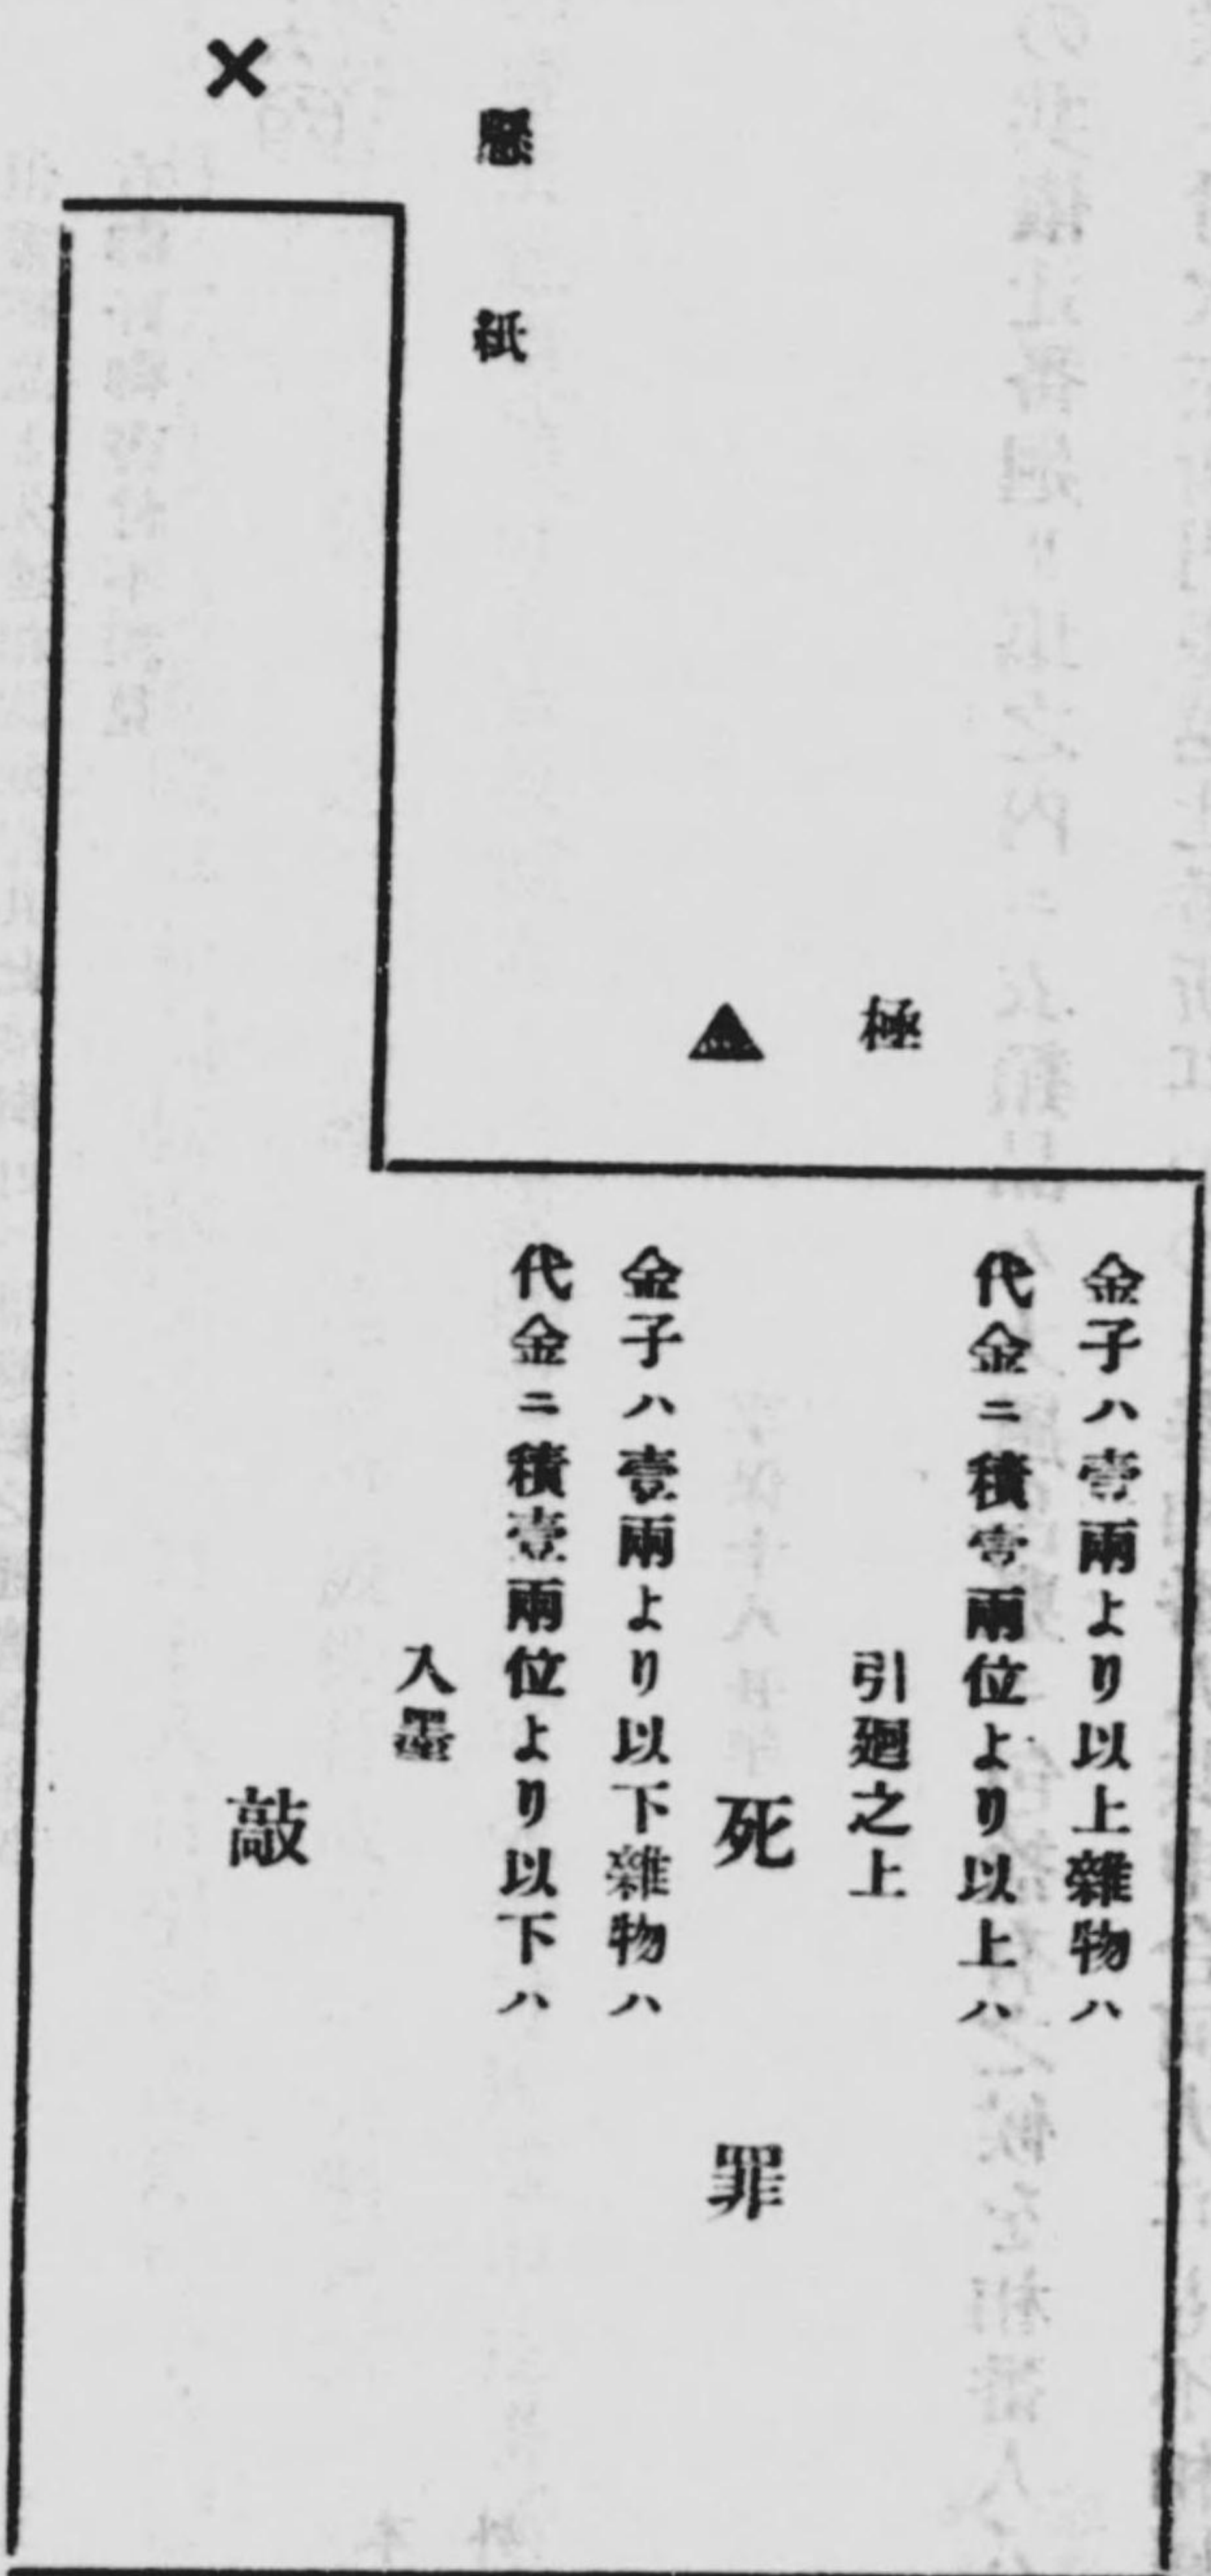 極
金子ハ壹兩より以上雜物ハ
代金ニ積壹兩位より以上ハ
引廻之上
▲
死罪
金子ハ壹兩より以下雜物ハ
代金ニ積壹兩位より以下ハ
入墨
敲
懸紙
×